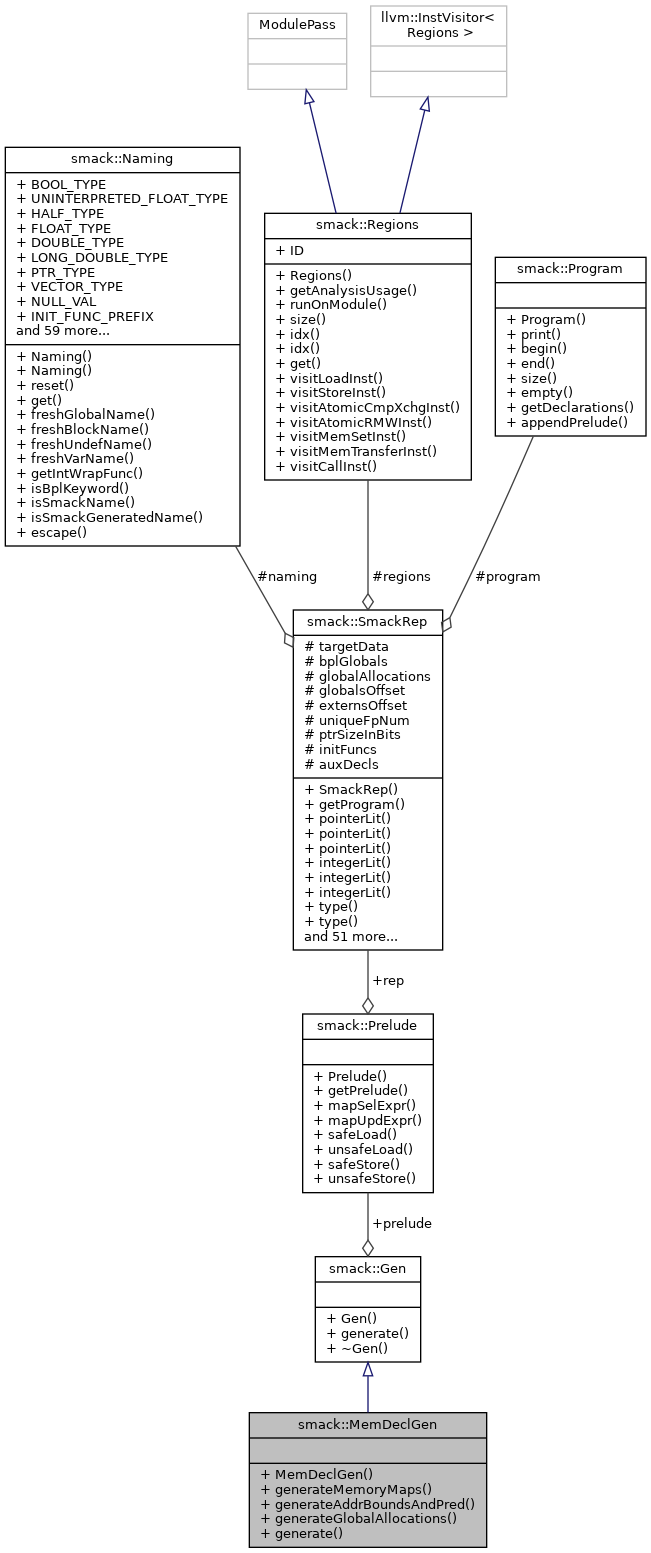 ModulePass
llvm::InstVisitor<
Regions >
smack::Naming
+ BOOL_TYPE
+ UNINTERPRETED_FLOAT_TYPE
+ HALF_TYPE
+ FLOAT_TYPE
+ DOUBLE_TYPE
+ LONG_DOUBLE_TYPE
+ PTR_TYPE
+ VECTOR_TYPE
+ NULL_VAL
+ INIT_FUNC_PREFIX
and 59 more...
+ Naming()
+ Naming()
+ reset()
+ get()
+ freshGlobalName()
+ freshBlockName()
+ freshUndefName()
+ freshVarName()
+ getIntWrapFunc()
+ isBplKeyword()
+ isSmackName()
+ isSmackGeneratedName()
+ escape()
smack::Regions
+ ID
+ Regions()
+ getAnalysisUsage()
+ runOnModule()
+ size()
+ idx()
+ idx()
+ get()
+ visitLoadInst()
+ visitStoreInst()
+ visitAtomicCmpXchgInst()
+ visitAtomicRMWInst()
+ visitMemSetInst()
+ visitMemTransferInst()
+ visitCallInst()
smack::Program
+ Program()
+ print()
+ begin()
+ end()
+ size()
+ empty()
+ getDeclarations()
+ appendPrelude()
#naming
#regions
#program
smack::SmackRep
# targetData
# bplGlobals
# globalAllocations
# globalsOffset
# externsOffset
# uniqueFpNum
# ptrSizeInBits
# initFuncs
# auxDecls
+ SmackRep()
+ getProgram()
+ pointerLit()
+ pointerLit()
+ pointerLit()
+ integerLit()
+ integerLit()
+ integerLit()
+ type()
+ type()
and 51 more...
+rep
smack::Prelude
+ Prelude()
+ getPrelude()
+ mapSelExpr()
+ mapUpdExpr()
+ safeLoad()
+ unsafeLoad()
+ safeStore()
+ unsafeStore()
+prelude
smack::Gen
+ Gen()
+ generate()
+ ~Gen()
smack::MemDeclGen
+ MemDeclGen()
+ generateMemoryMaps()
+ generateAddrBoundsAndPred()
+ generateGlobalAllocations()
+ generate()